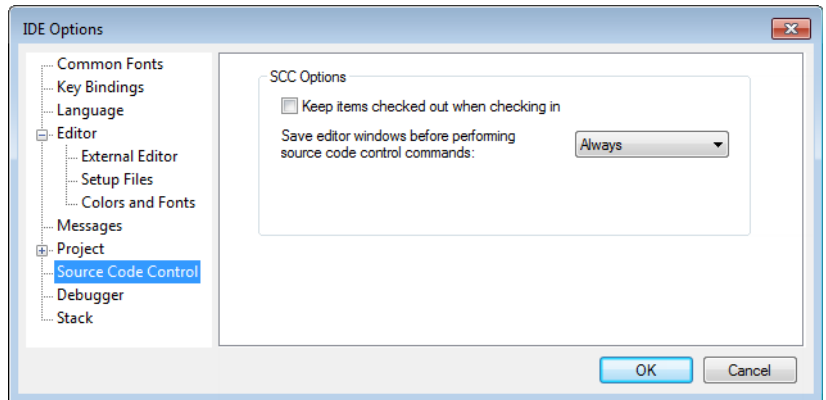 IDE Options
Common Fonts
Key Bindings
Language
Editor
External Editor
Setup Files
Colors and Fonts
Messages
Project
Source Code Control
Debugger
Stack
SCC Options
Keep items checked out when checking in
Save editor windows before performing
source code control commands:
Always
OK
Cancel